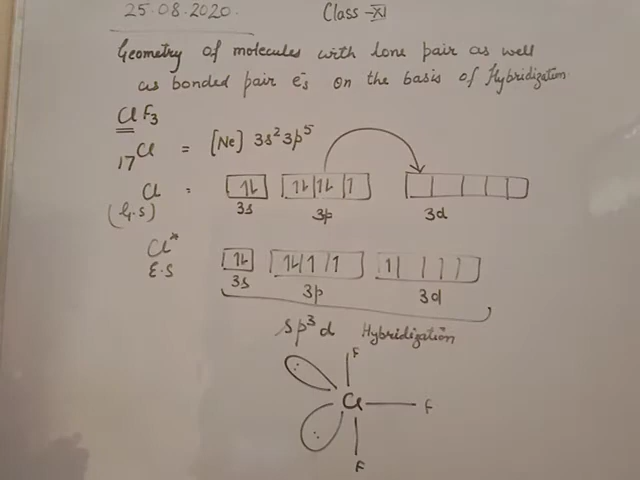 25.08.2020.
Class - XI
Geometry of molecules with lone pair as well
as bonded pair e⁻s on the basis of Hybridization
ClF₃
₁₇Cl = [Ne] 3s² 3p⁵
Cl =
(G.S)
3s 3p 3d
Cl*
E.S
3s 3p 3d
sp³d Hybridization
F
Cl F
F